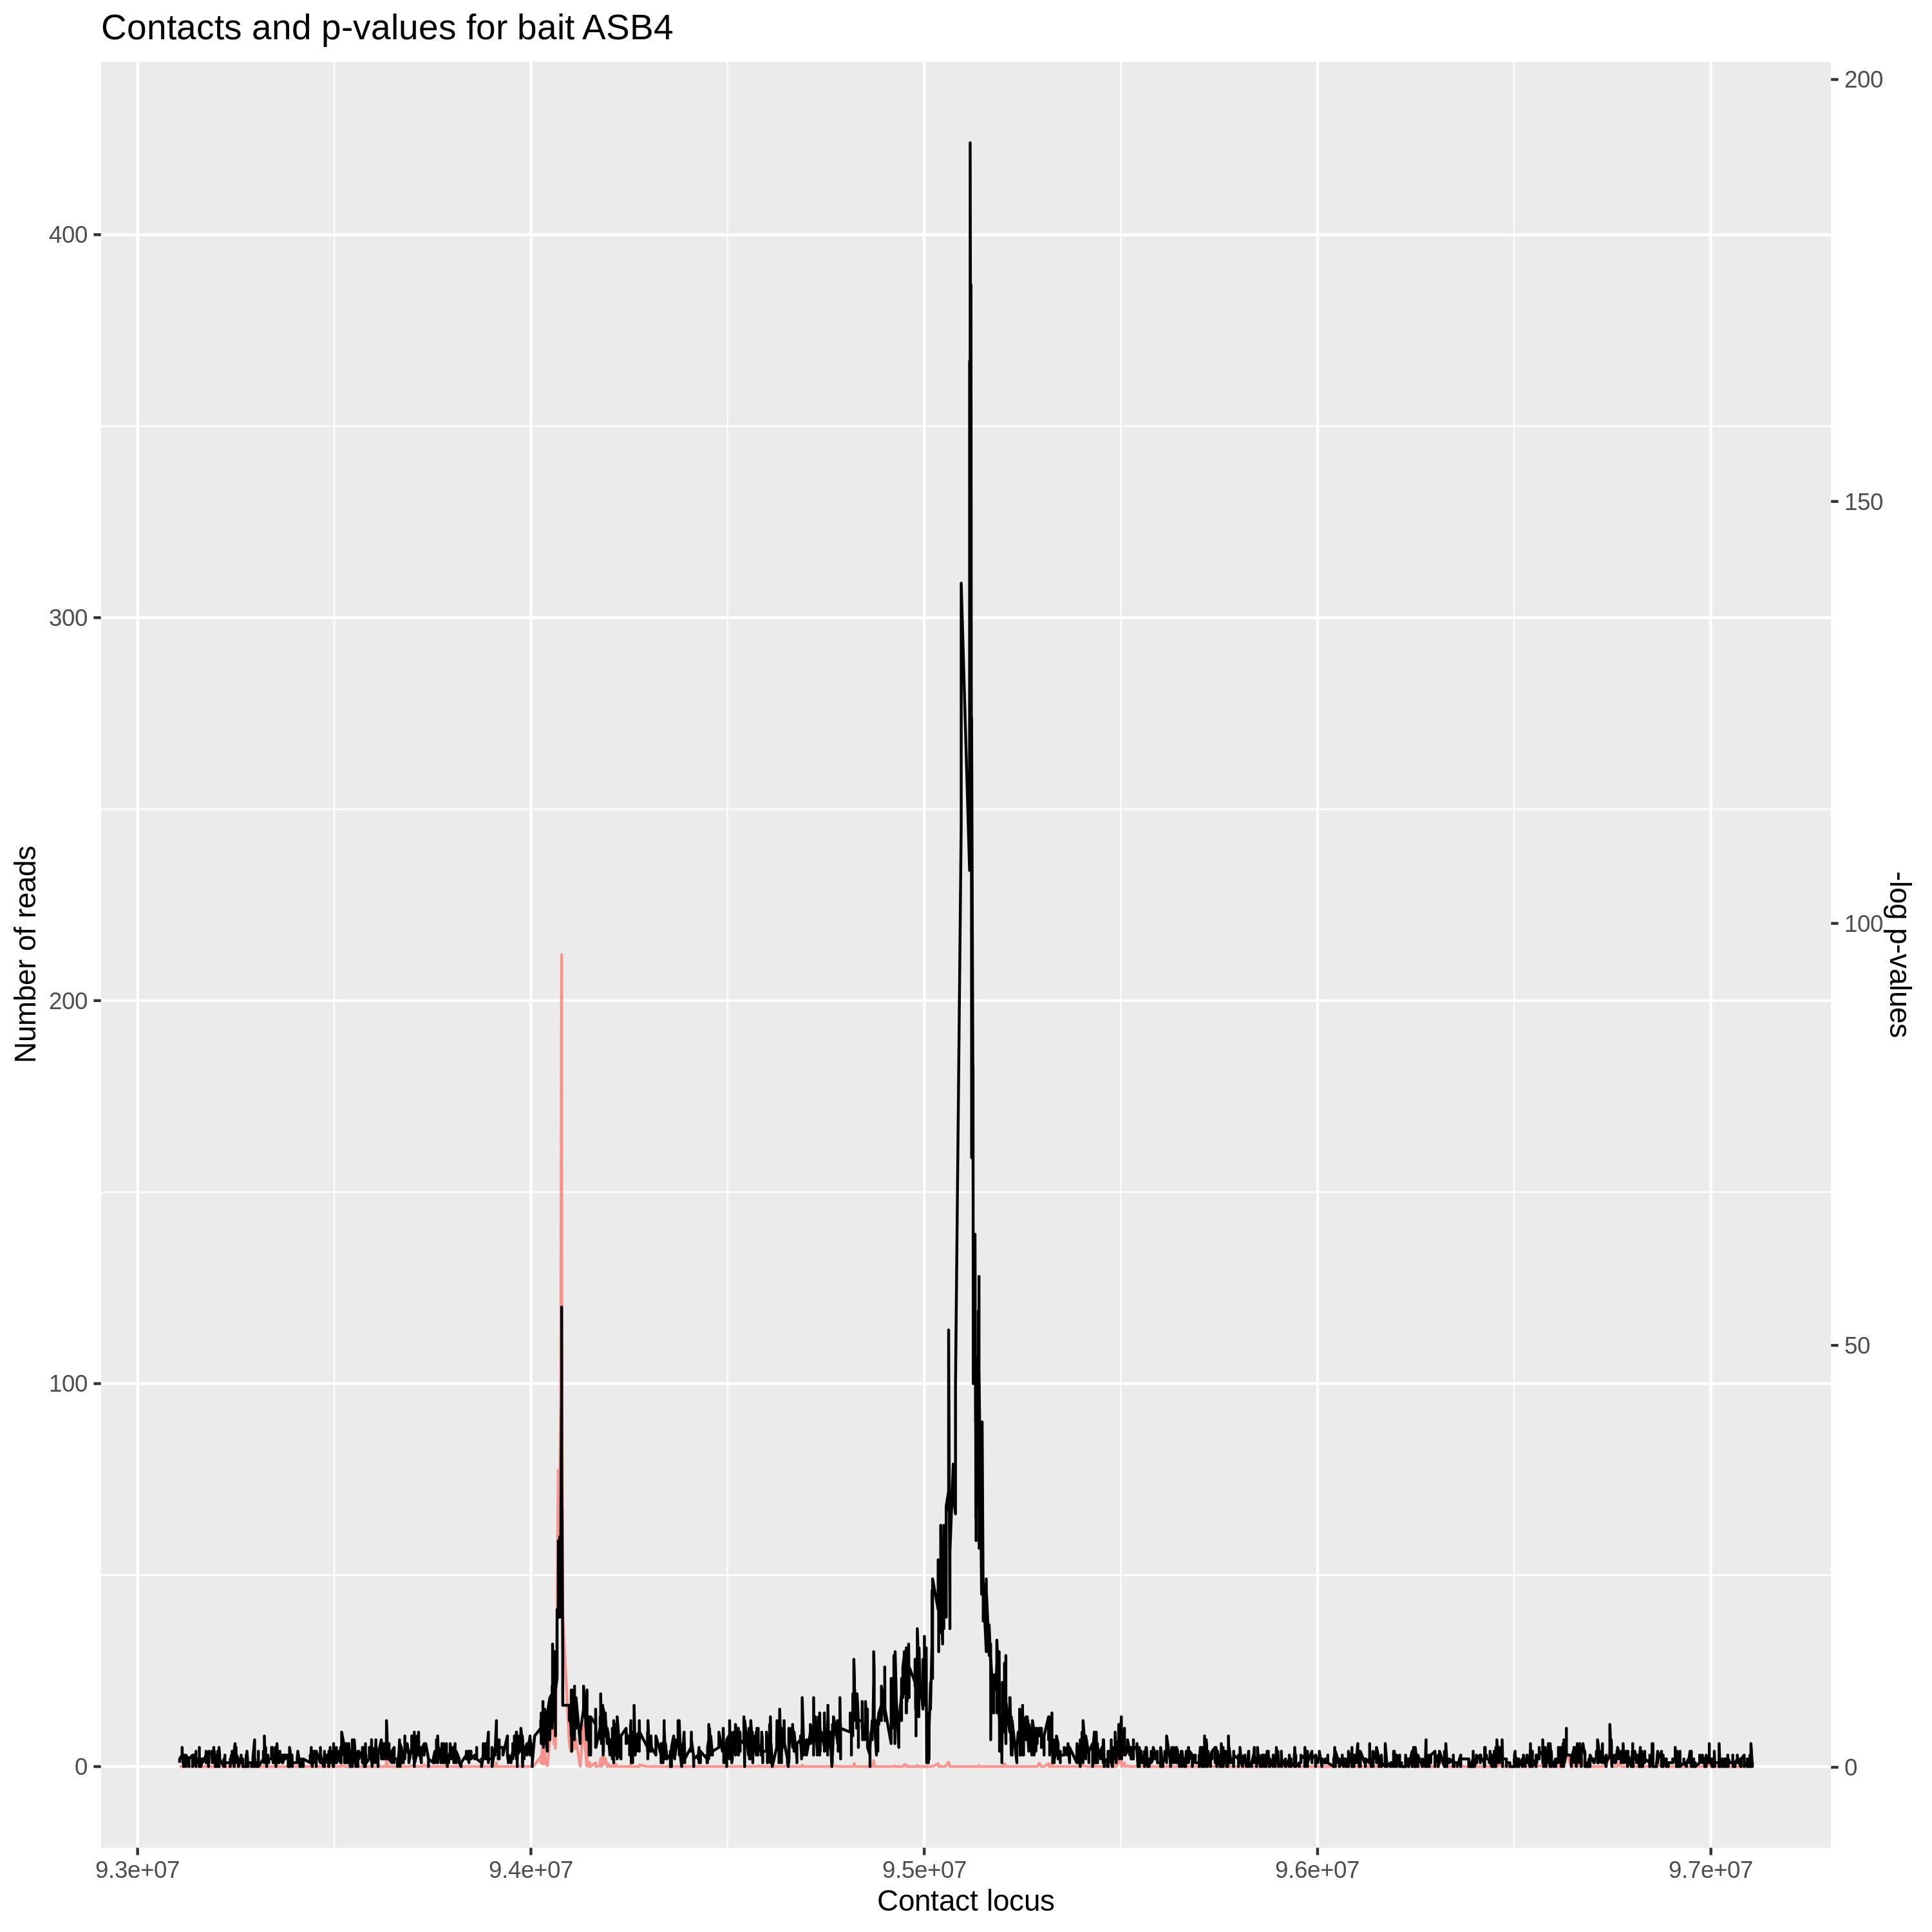 Contacts and p-values for bait ASB4
Number of reads
400
300
200
100
0
200
150
100
50
0
-log p-values
9.3e+07
9.4e+07
9.5e+07
9.6e+07
9.7e+07
Contact locus